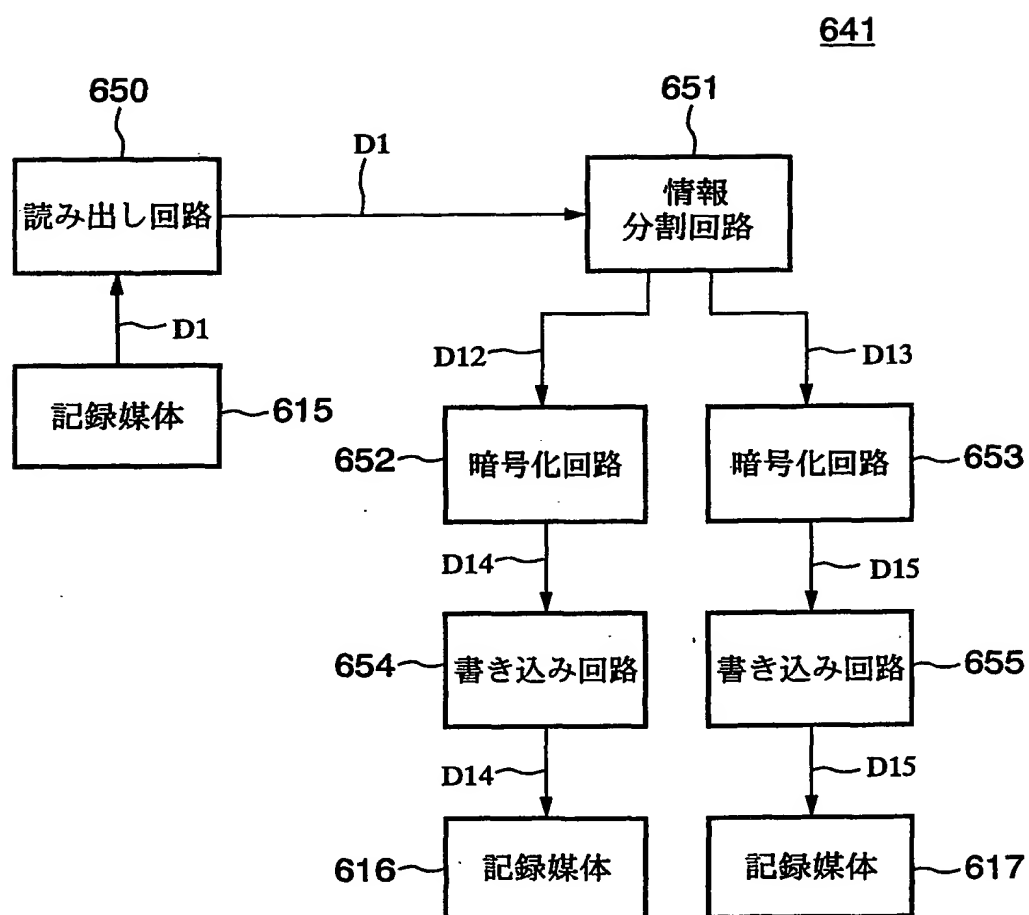 641
650
651
D1
読み出し回路
情報
分割回路
D1
D12
D13
記録媒体
615
652
暗号化回路
暗号化回路
653
D14
D15
654
書き込み回路
書き込み回路
655
D14
D15
616
記録媒体
記録媒体
617